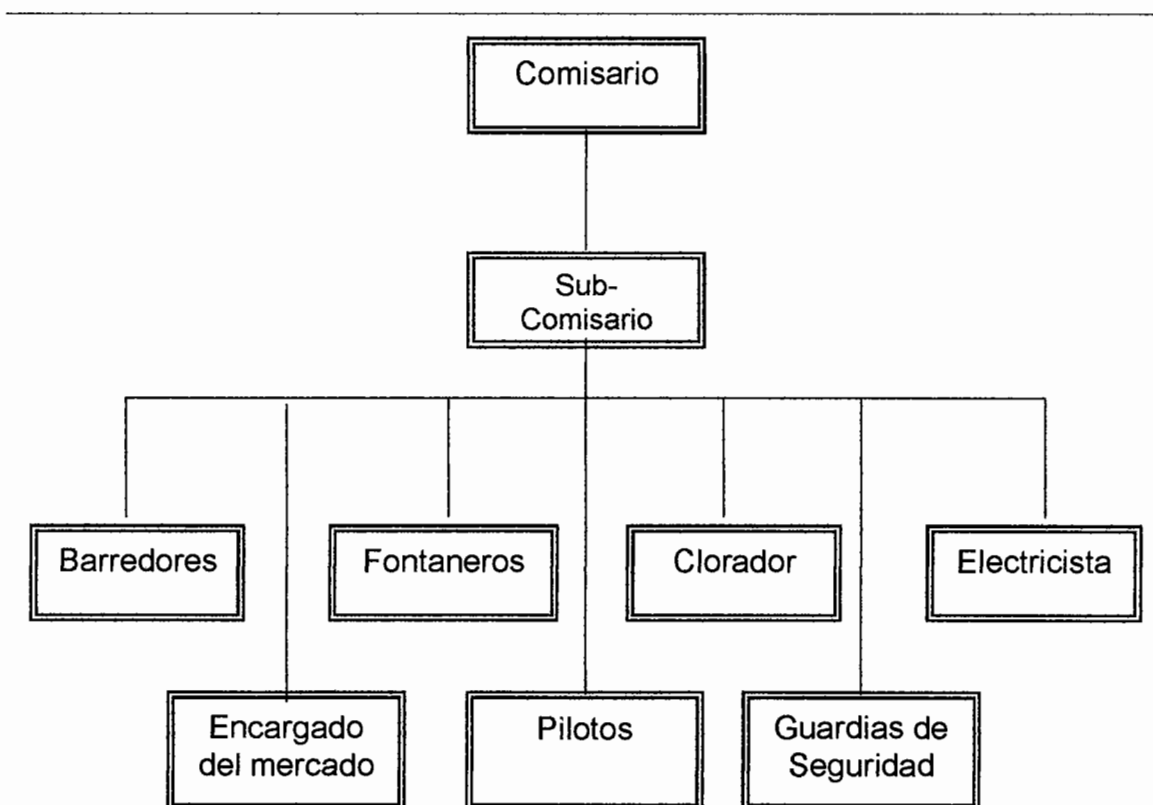 Comisario
Sub-
Comisario
Barredores
Fontaneros
Clorador
Electricista
Encargado
del mercado
Pilotos
Guardias de
Seguridad